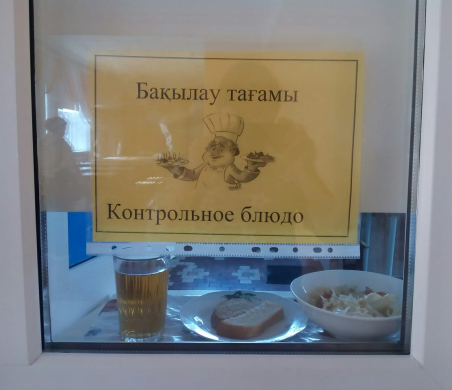 Бақылау тағамы
Контрольное блюдо